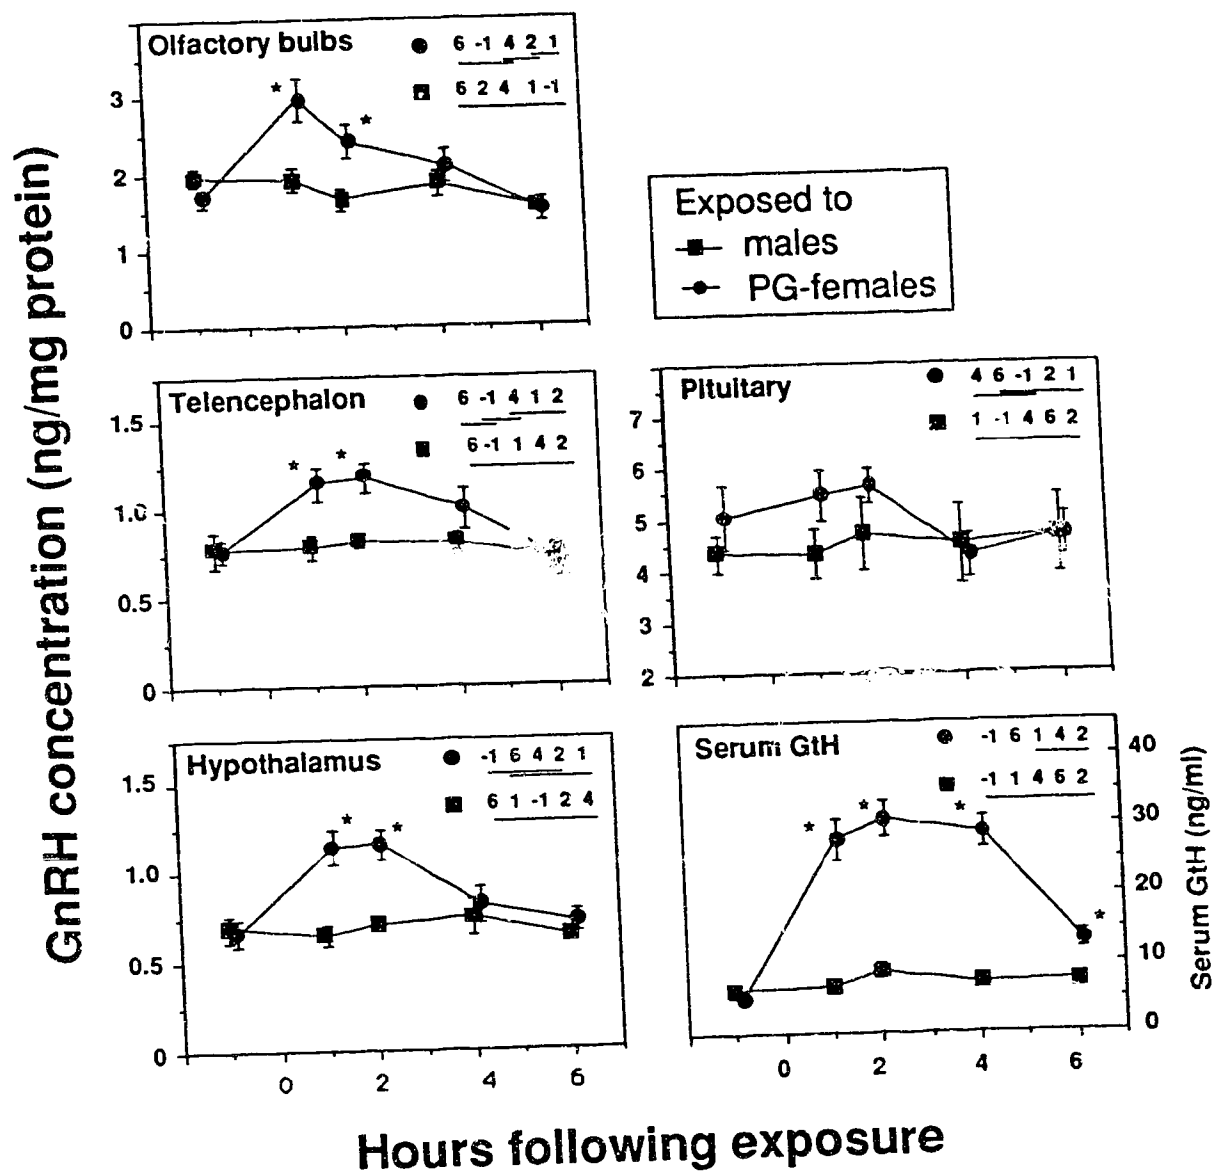 GnRH concentration (ng/mg protein)
Olfactory bulbs
6 -1 4 2 1
6 2 4 1 -1
3
2
1
0
Exposed to
males
PG-females
Telencephalon
6 -1 4 1 2
6 -1 1 4 2
1.5
1.0
0.5
0
Pituitary
4 6 -1 2 1
1 -1 4 6 2
7
6
5
4
3
2
Hypothalamus
-1 6 4 2 1
6 1 -1 2 4
1.5
1.0
0.5
0
0 2 4 6
Serum GtH
-1 6 1 4 2
-1 1 4 6 2
40
30
20
10
0
Serum GtH (ng/ml)
0 2 4 6
* * * * * * * * * *
Hours following exposure